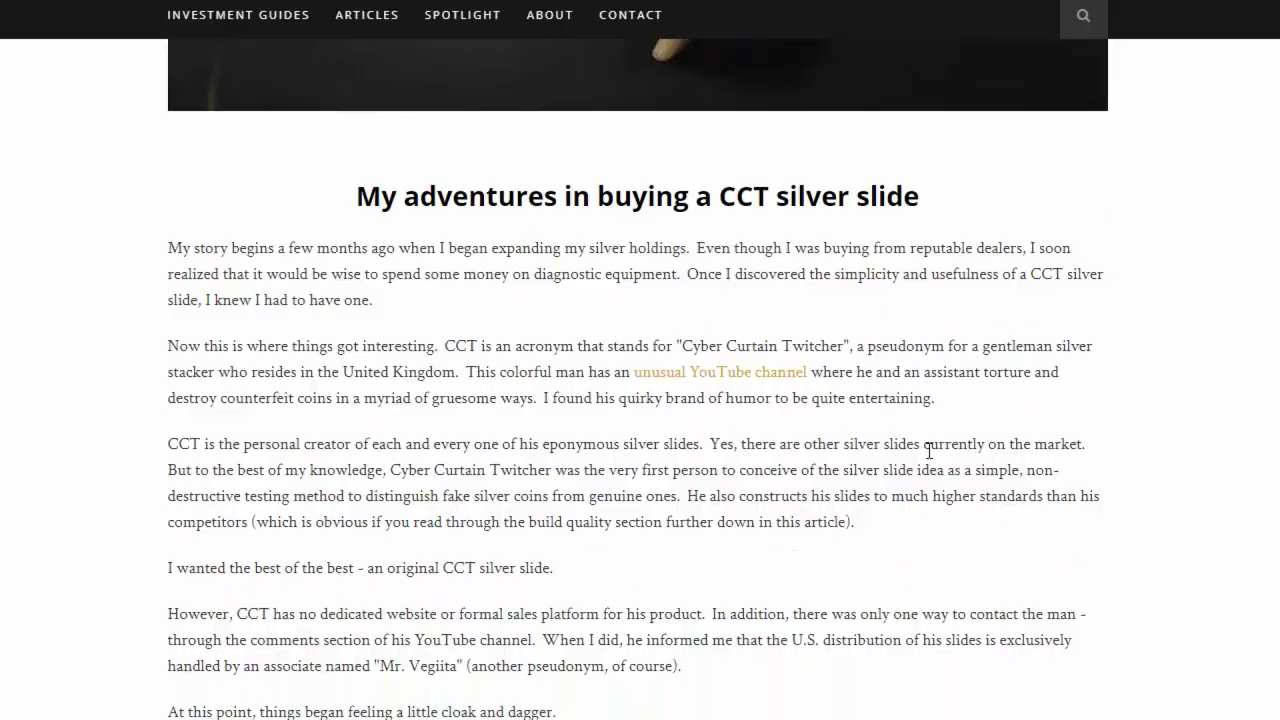 INVESTMENT GUIDES ARTICLES SPOTLIGHT ABOUT CONTACT
My adventures in buying a CCT silver slide
My story begins a few months ago when I began expanding my silver holdings. Even though I was buying from reputable dealers, I soon
realized that it would be wise to spend some money on diagnostic equipment. Once I discovered the simplicity and usefulness of a CCT silver
slide, I knew I had to have one.
Now this is where things got interesting. CCT is an acronym that stands for "Cyber Curtain Twitcher", a pseudonym for a gentleman silver
stacker who resides in the United Kingdom. This colorful man has an unusual YouTube channel where he and an assistant torture and
destroy counterfeit coins in a myriad of gruesome ways. I found his quirky brand of humor to be quite entertaining.
CCT is the personal creator of each and every one of his eponymous silver slides. Yes, there are other silver slides currently on the market.
But to the best of my knowledge, Cyber Curtain Twitcher was the very first person to conceive of the silver slide idea as a simple, non-
destructive testing method to distinguish fake silver coins from genuine ones. He also constructs his slides to much higher standards than his
competitors (which is obvious if you read through the build quality section further down in this article).
I wanted the best of the best - an original CCT silver slide.
However, CCT has no dedicated website or formal sales platform for his product. In addition, there was only one way to contact the man -
through the comments section of his YouTube channel. When I did, he informed me that the U.S. distribution of his slides is exclusively
handled by an associate named "Mr. Vegiita" (another pseudonym, of course).
At this point, things began feeling a little cloak and dagger.